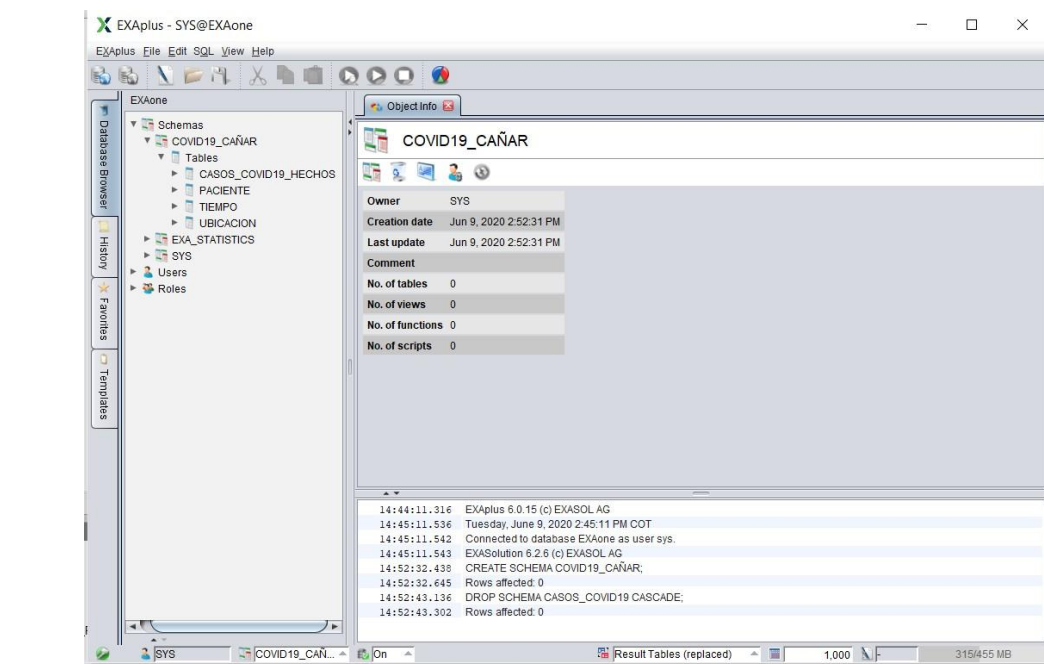 EXAplus - SYS@EXAone
EXAplus File Edit SQL View Help
Database Browser
History
Favorites
Templates
EXAone
Schemas
COVID19_CAÑAR
Tables
CASOS_COVID19_HECHOS
PACIENTE
TIEMPO
UBICACION
EXA_STATISTICS
SYS
Users
Roles
Object Info
COVID19_CAÑAR
Owner SYS
Creation date Jun 9, 2020 2:52:31 PM
Last update Jun 9, 2020 2:52:31 PM
Comment
No. of tables 0
No. of views 0
No. of functions 0
No. of scripts 0
14:44:11.316 EXAplus 6.0.15 (c) EXASOL AG
14:45:11.536 Tuesday, June 9, 2020 2:45:11 PM COT
14:45:11.542 Connected to database EXAone as user sys.
14:45:11.543 EXASolution 6.2.6 (c) EXASOL AG
14:52:32.438 CREATE SCHEMA COVID19_CAÑAR;
14:52:32.645 Rows affected: 0
14:52:43.136 DROP SCHEMA CASOS_COVID19 CASCADE;
14:52:43.302 Rows affected: 0
SYS COVID19_CAÑ... On Result Tables (replaced) 1,000 - 315/455 MB